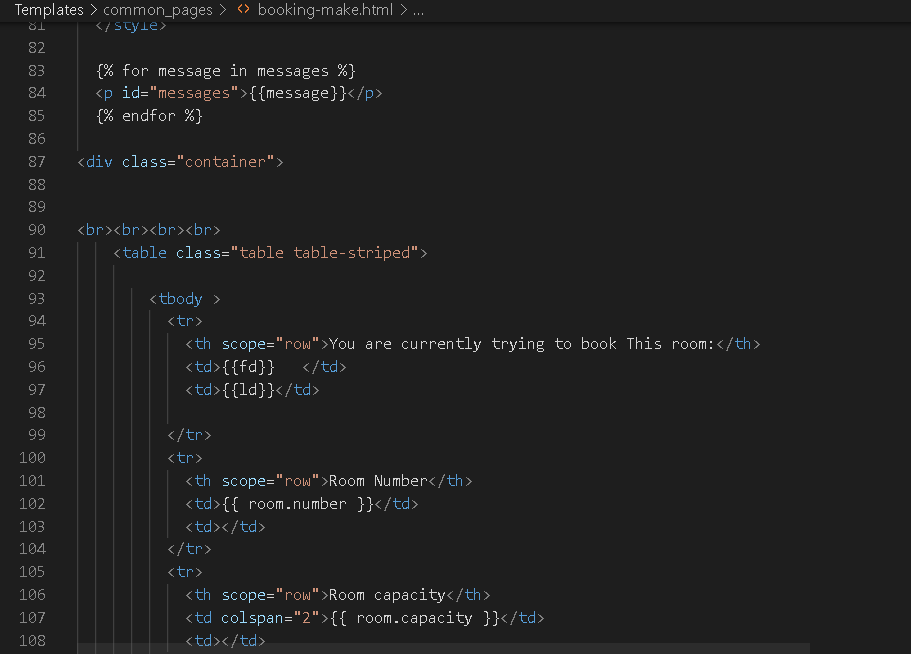 Templates > common_pages > <> booking-make.html > ...
81 </style>
82
83 {% for message in messages %}
84 <p id="messages">{{message}}</p>
85 {% endfor %}
86
87 <div class="container">
88
89
90 <br><br><br><br>
91 <table class="table table-striped">
92
93 <tbody >
94 <tr>
95 <th scope="row">You are currently trying to book This room:</th>
96 <td>{{fd}}   </td>
97 <td>{{ld}}</td>
98
99 </tr>
100 <tr>
101 <th scope="row">Room Number</th>
102 <td>{{ room.number }}</td>
103 <td></td>
104 </tr>
105 <tr>
106 <th scope="row">Room capacity</th>
107 <td colspan="2">{{ room.capacity }}</td>
108 <td></td>